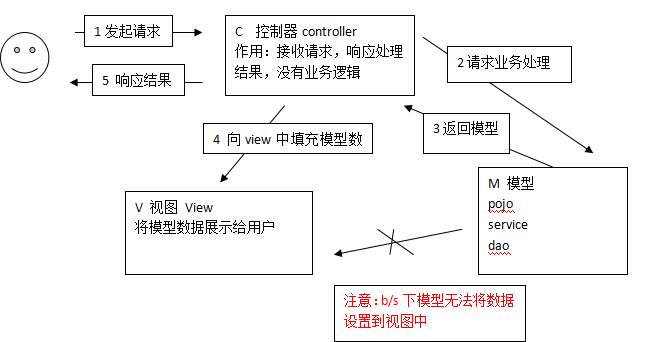 1 发起请求
C 控制器 controller
作用：接收请求，响应处理
结果，没有业务逻辑
2 请求业务处理
5 响应结果
3 返回模型
4 向 view 中填充模型数
M 模型
pojo
service
dao
V 视图 View
将模型数据展示给用户
注意：b/s 下模型无法将数据
设置到视图中